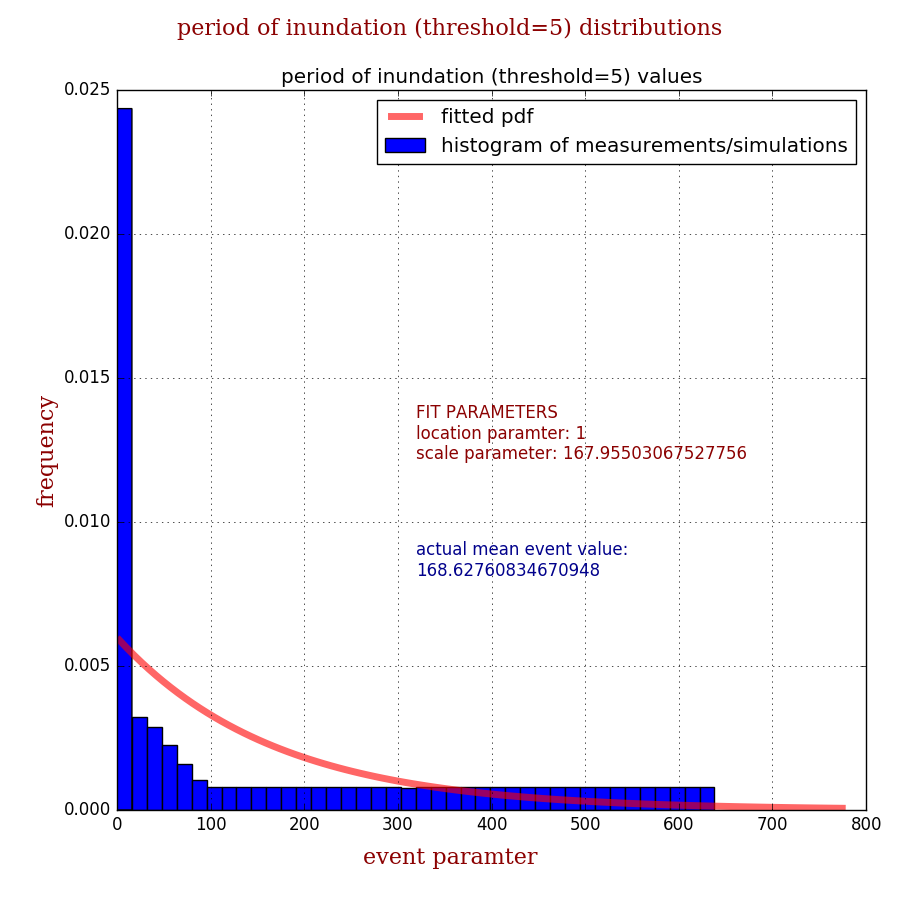 period of inundation (threshold=5) distributions
period of inundation (threshold=5) values
fitted pdf
histogram of measurements/simulations
0.025
0.020
0.015
0.010
0.005
0.000
frequency
FIT PARAMETERS
location paramter: 1
scale parameter: 167.95503067527756
actual mean event value:
168.62760834670948
0 100 200 300 400 500 600 700 800
event paramter